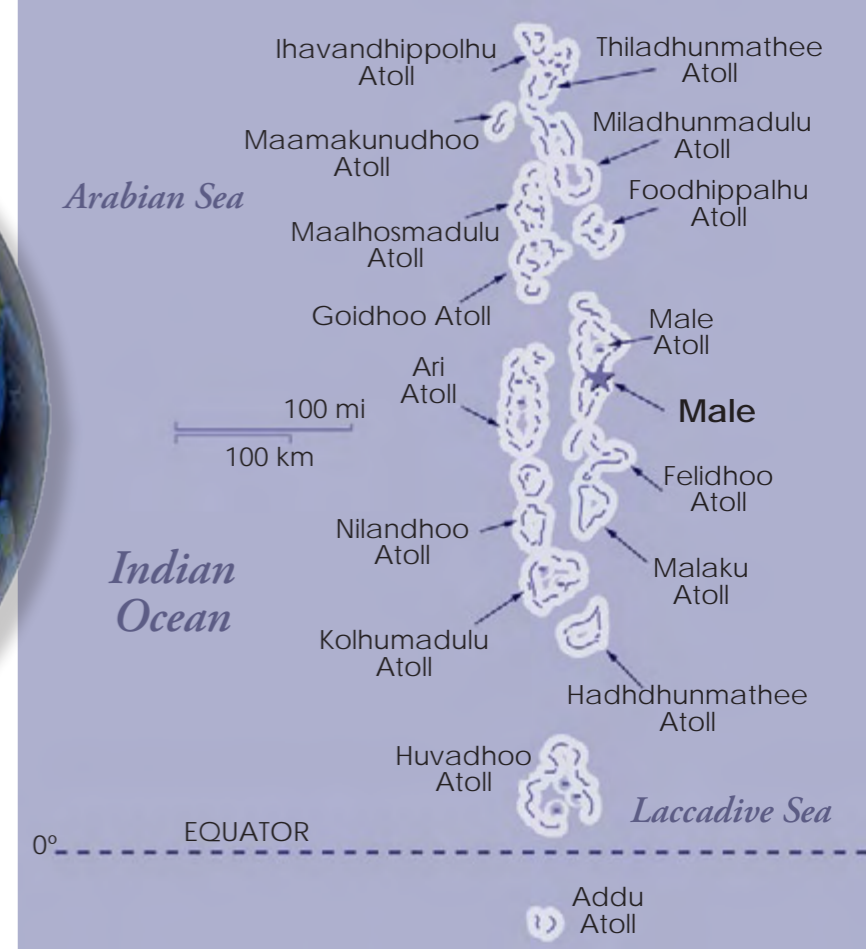 Ihavandhippolhu
Atoll
Thiladhunmathee
Atoll
Maamakunudhoo
Atoll
Miladhunmadulu
Atoll
Arabian Sea
Foodhippalhu
Atoll
Maalhosmadulu
Atoll
Goidhoo Atoll
Male
Atoll
Ari
Atoll
100 mi
100 km
Male
Felidhoo
Atoll
Nilandhoo
Atoll
Indian
Ocean
Malaku
Atoll
Kolhumadulu
Atoll
Hadhdhunmathee
Atoll
Huvadhoo
Atoll
Laccadive Sea
EQUATOR
0º
Addu
Atoll